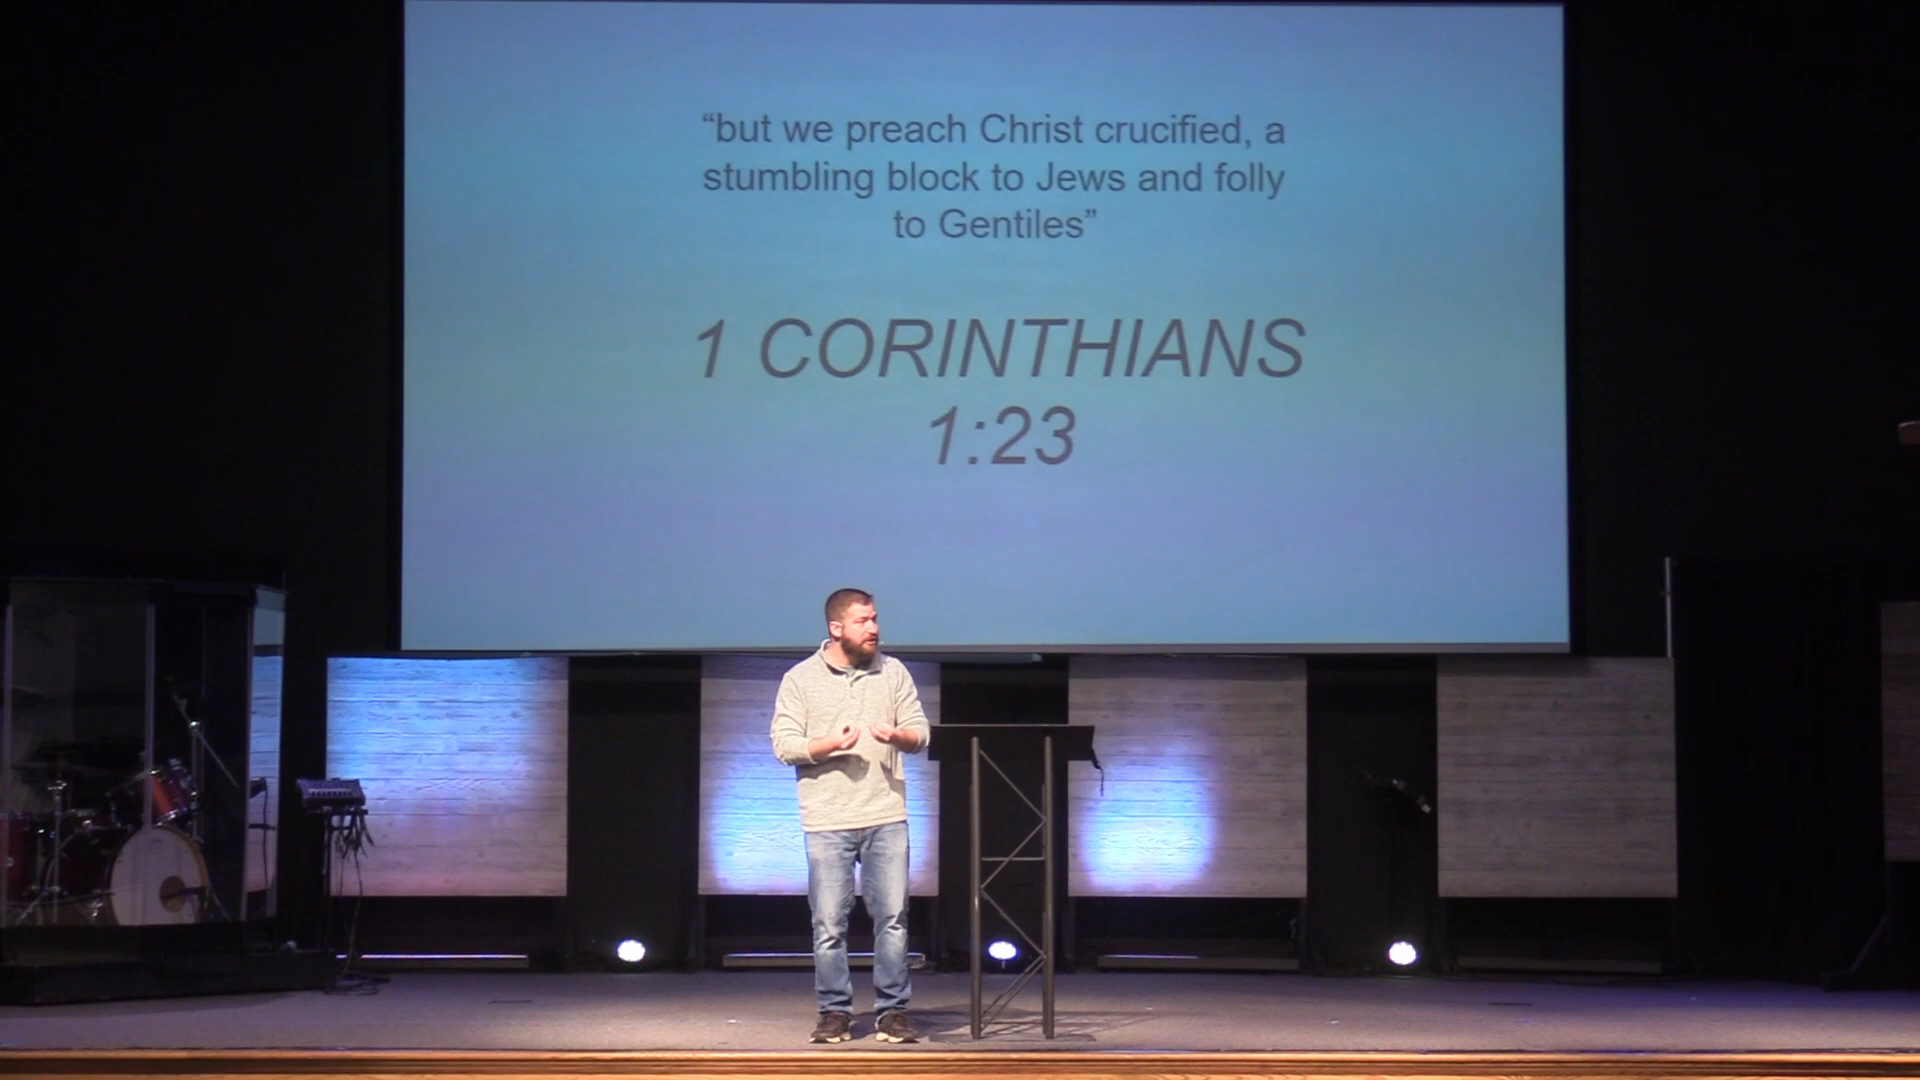 “but we preach Christ crucified, a
stumbling block to Jews and folly
to Gentiles”
1 CORINTHIANS
1:23